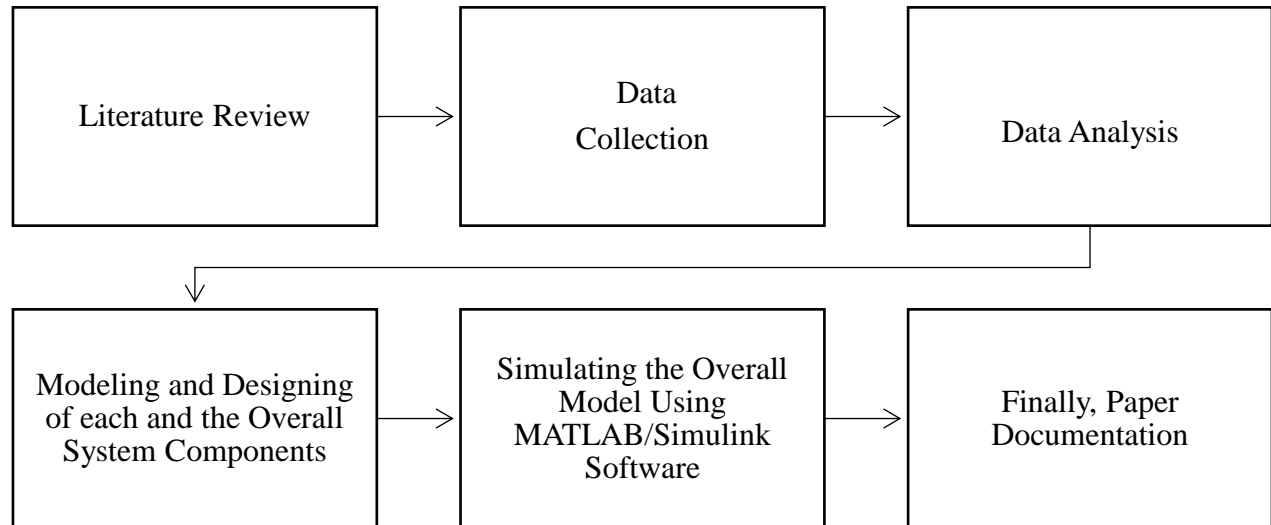 Literature Review
Data
Collection
Data Analysis
Modeling and Designing
of each and the Overall
System Components
Simulating the Overall
Model Using
MATLAB/Simulink
Software
Finally, Paper
Documentation